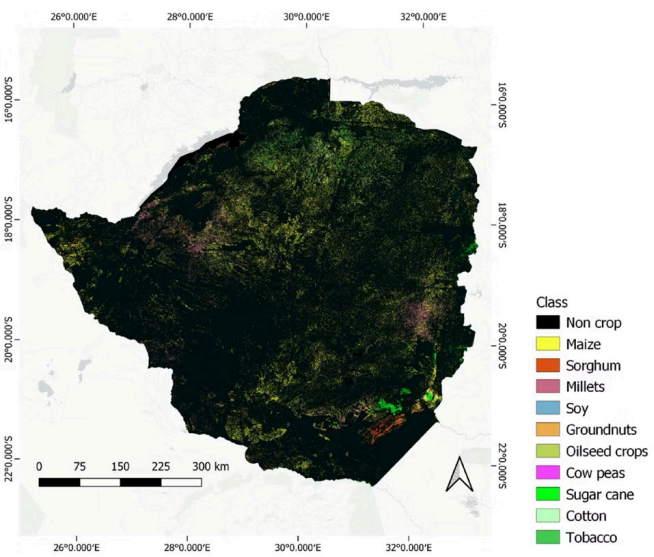 26°0.000'E 28°0.000'E 30°0.000'E 32°0.000'E
16°0.000'S
18°0.000'S
20°0.000'S
22°0.000'S
16°0.000'S
18°0.000'S
20°0.000'S
22°0.000'S
0 75 150 225 300 km
26°0.000'E 28°0.000'E 30°0.000'E 32°0.000'E
Class
Non crop
Maize
Sorghum
Millets
Soy
Groundnuts
Oilseed crops
Cow peas
Sugar cane
Cotton
Tobacco